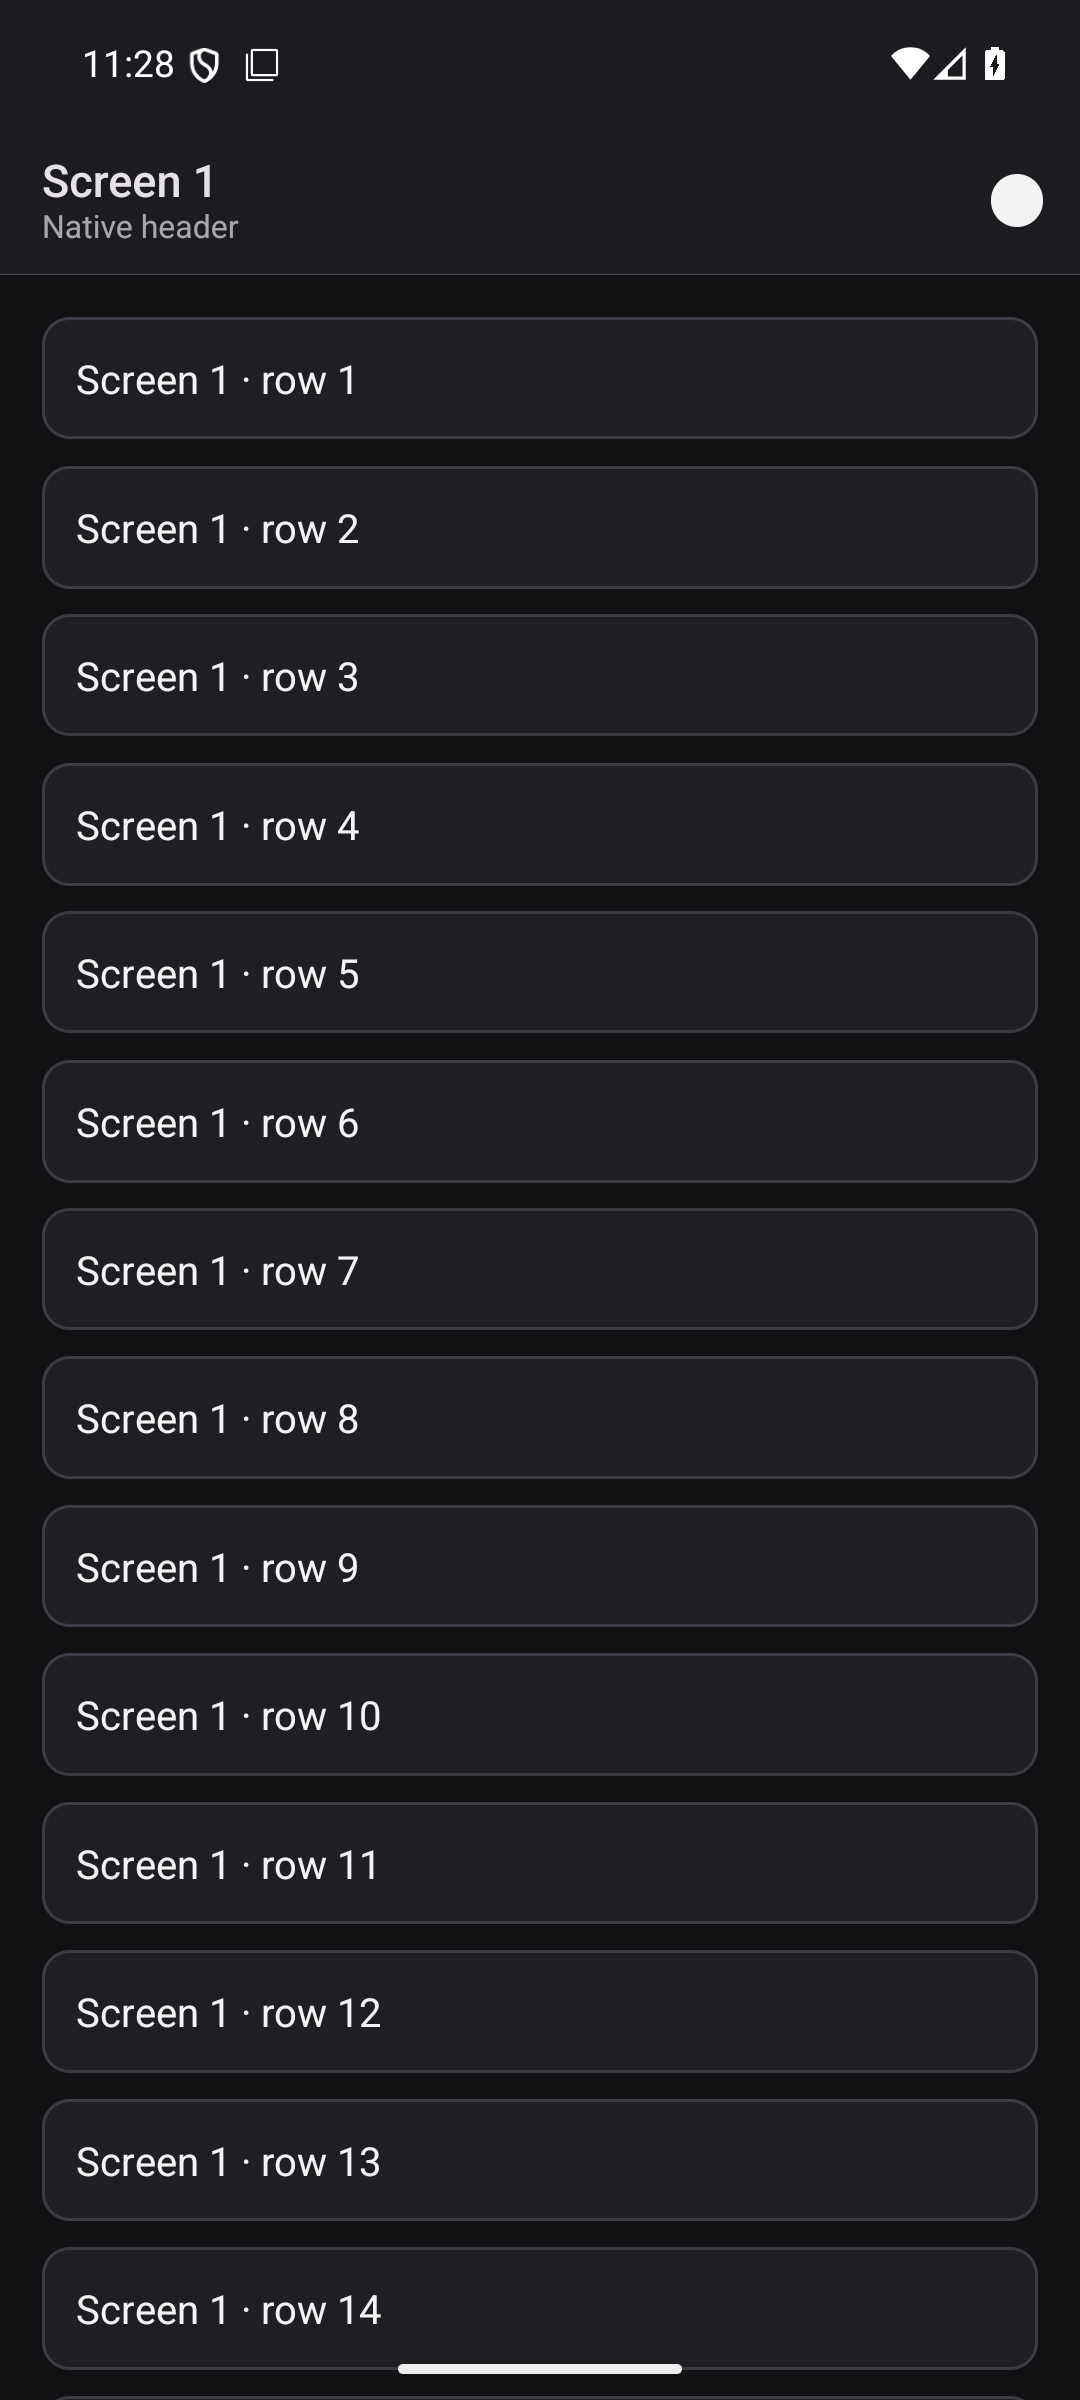 11:28
Screen 1
Native header
Screen 1 · row 1
Screen 1 · row 2
Screen 1 · row 3
Screen 1 · row 4
Screen 1 · row 5
Screen 1 · row 6
Screen 1 · row 7
Screen 1 · row 8
Screen 1 · row 9
Screen 1 · row 10
Screen 1 · row 11
Screen 1 · row 12
Screen 1 · row 13
Screen 1 · row 14